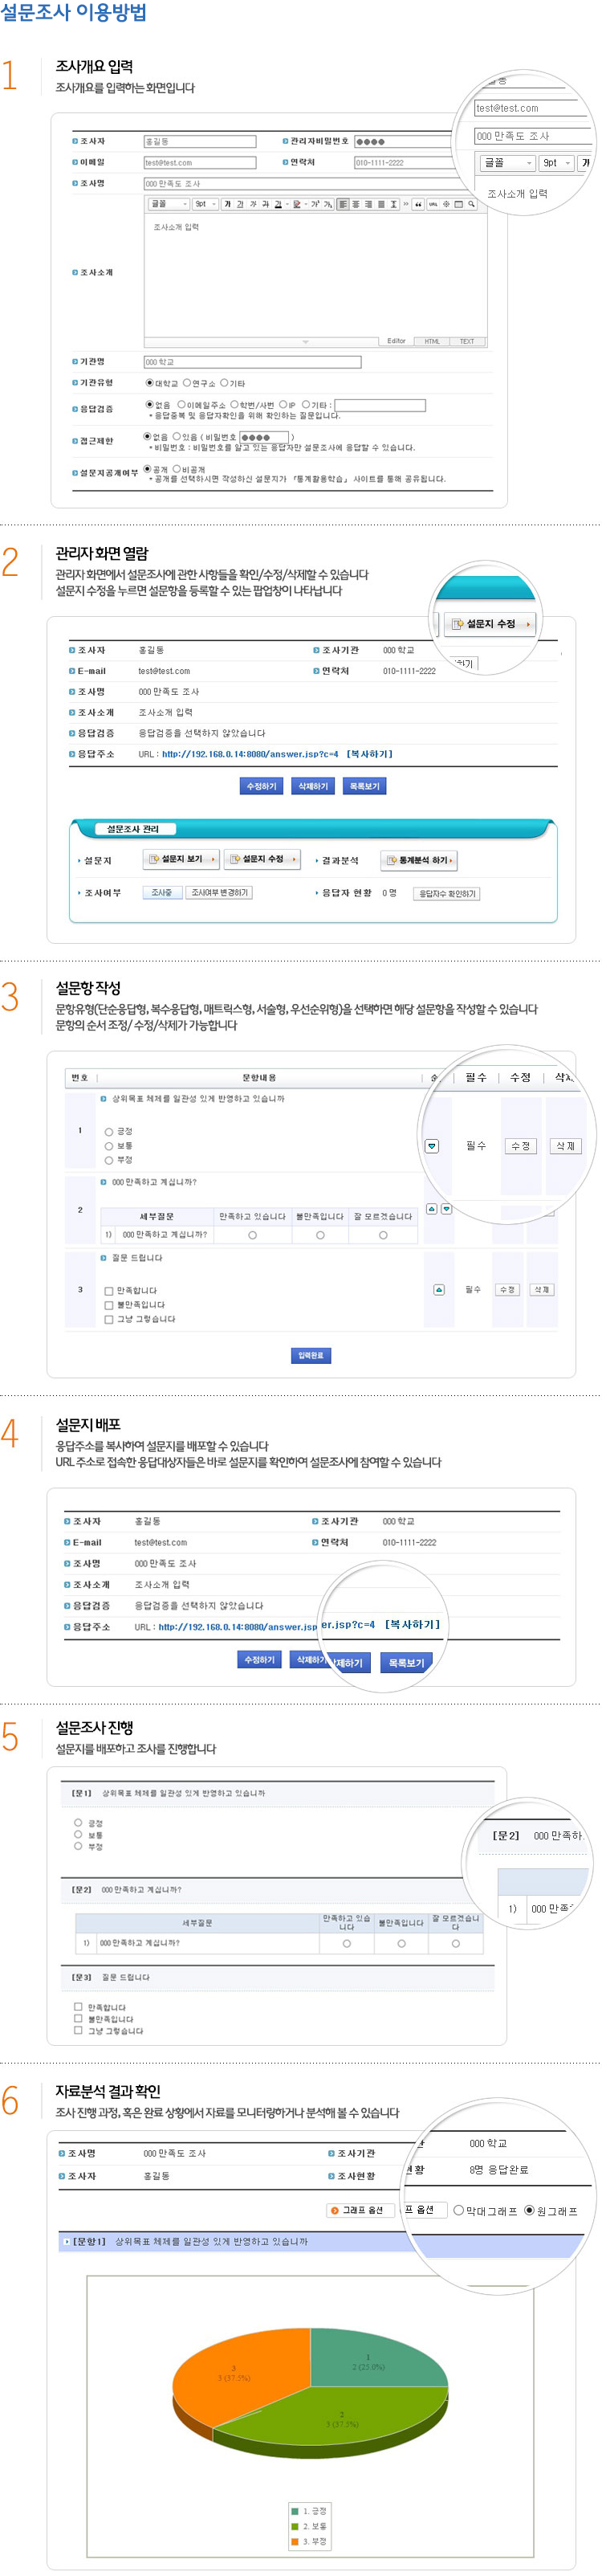 설문조사 이용방법
1
조사개요 입력
조사개요를 입력하는 화면입니다
조사자 홍길동 관리자비밀번호 ●●●●
이메일 test@test.com 연락처 010-1111-2222
조사명 000 만족도 조사
글꼴 9pt 가 가 가 가 가 가
조사소개 입력
조사소개
Editor HTML TEXT
기관명 000 학교
기관유형 대학교 연구소 기타
응답검증 없음 이메일주소 학번/사번 IP 기타 :
* 응답중복 및 응답자확인을 위해 확인하는 질문입니다.
접근제한 없음 있음 ( 비밀번호 ●●●● )
* 비밀번호 : 비밀번호를 알고 있는 응답자만 설문조사에 응답할 수 있습니다.
설문지공개여부 공개 비공개
* 공개를 선택하시면 작성하신 설문지가 『통계활용학습』 사이트를 통해 공유됩니다.
test@test.com
000 만족도 조사
글꼴 9pt 가
조사소개 입력
2
관리자 화면 열람
관리자 화면에서 설문조사에 관한 사항들을 확인/수정/삭제할 수 있습니다
설문지 수정을 누르면 설문항을 등록할 수 있는 팝업창이 나타납니다
설문지 수정
하기
조사자 홍길동 조사기관 000 학교
E-mail test@test.com 연락처 010-1111-2222
조사명 000 만족도 조사
조사소개 조사소개 입력
응답검증 응답검증을 선택하지 않았습니다
응답주소 URL : http://192.168.0.14:8080/answer.jsp?c=4 [복사하기]
수정하기 삭제하기 목록보기
설문조사 관리
설문지 설문지 보기 설문지 수정 결과분석 통계분석 하기
조사여부 조사중 조사여부 변경하기 응답자 현황 0 명 응답자수 확인하기
3
설문항 작성
문항유형(단순응답형, 복수응답형, 매트릭스형, 서술형, 우선순위형)을 선택하면 해당 설문항을 작성할 수 있습니다
문항의 순서 조정/ 수정/삭제가 가능합니다
번호 문항내용 순 필수 수정 삭제
1 상위목표 체제를 일관성 있게 반영하고 있습니까
긍정
보통
부정
필수 수정 삭제
2 000 만족하고 계십니까?
세부질문 만족하고 있습니다 불만족입니다 잘 모르겠습니다
1) 000 만족하고 계십니까?
3 질문 드립니다
만족합니다
불만족입니다
그냥 그렇습니다
필수 수정 삭제
입력완료
4
설문지 배포
응답주소를 복사하여 설문지를 배포할 수 있습니다
URL 주소로 접속한 응답대상자들은 바로 설문지를 확인하여 설문조사에 참여할 수 있습니다
조사자 홍길동 조사기관 000 학교
E-mail test@test.com 연락처 010-1111-2222
조사명 000 만족도 조사
조사소개 조사소개 입력
응답검증 응답검증을 선택하지 않았습니다
응답주소 URL : http://192.168.0.14:8080/answer.jsp
er.jsp?c=4 [복사하기]
수정하기 삭제하기 삭제하기 목록보기
5
설문조사 진행
설문지를 배포하고 조사를 진행합니다
[문1] 상위목표 체제를 일관성 있게 반영하고 있습니까
긍정
보통
부정
[문2] 000 만족하고 계십니까?
세부질문 만족하고 있습니다 불만족입니다 잘 모르겠습니다
1) 000 만족하고 계십니까?
[문3] 질문 드립니다
만족합니다
불만족입니다
그냥 그렇습니다
[문2] 000 만족하
1) 000 만족
6
자료분석 결과 확인
조사 진행 과정, 혹은 완료 상황에서 자료를 모니터링하거나 분석해 볼 수 있습니다
조사명 000 만족도 조사 조사기관
조사자 홍길동 조사현황
관 000 학교
현황 8명 응답완료
그래프 옵션 프 옵션 막대그래프 원그래프
[문항1] 상위목표 체제를 일관성 있게 반영하고 있습니까
1
2 (25.0%)
3
3 (37.5%)
2
3 (37.5%)
1. 긍정
2. 보통
3. 부정